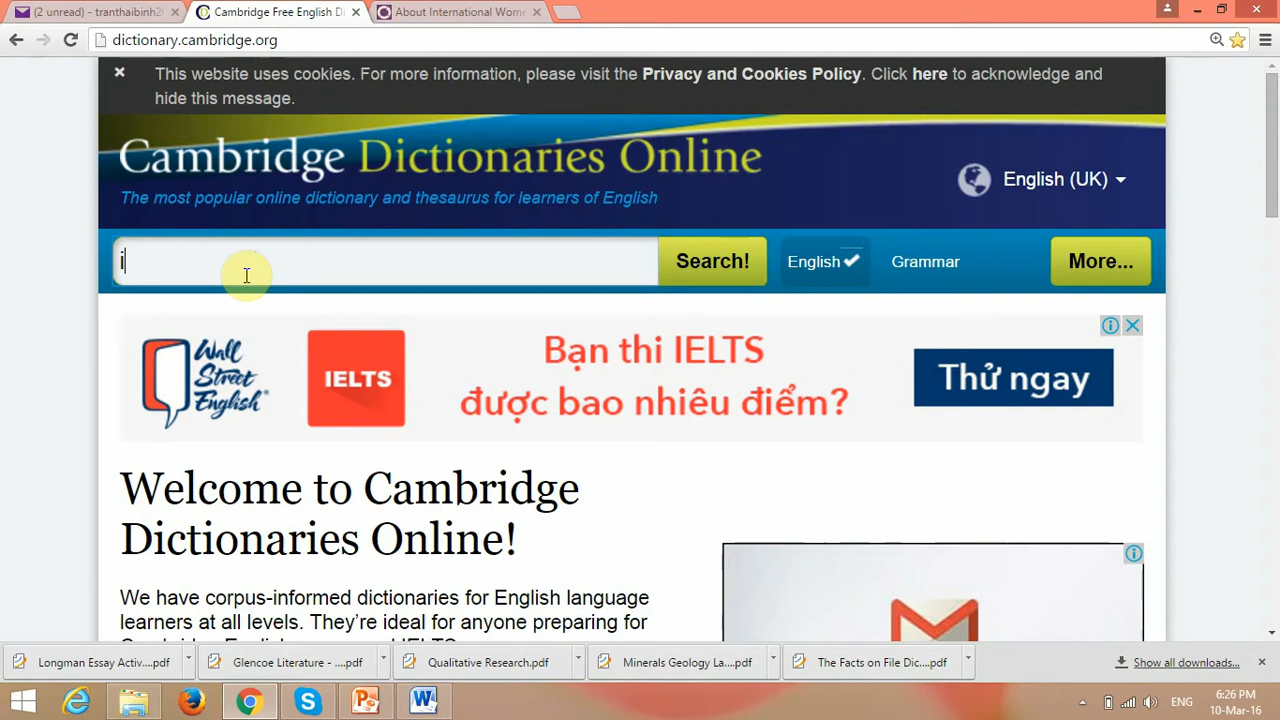 (2 unread) - tranthaibinh2
Cambridge Free English Di
About International Wome
dictionary.cambridge.org
This website uses cookies. For more information, please visit the Privacy and Cookies Policy. Click here to acknowledge and
hide this message.
Cambridge Dictionaries Online
The most popular online dictionary and thesaurus for learners of English
English (UK)
i
Search!
English
Grammar
More...
Wall
Street
English
IELTS
Bạn thi IELTS
được bao nhiêu điểm?
Thử ngay
Welcome to Cambridge
Dictionaries Online!
We have corpus-informed dictionaries for English language
learners at all levels. They're ideal for anyone preparing for
Longman Essay Activ....pdf
Glencoe Literature - ....pdf
Qualitative Research.pdf
Minerals Geology La....pdf
The Facts on File Dic....pdf
Show all downloads...
ENG
6:26 PM
10-Mar-16